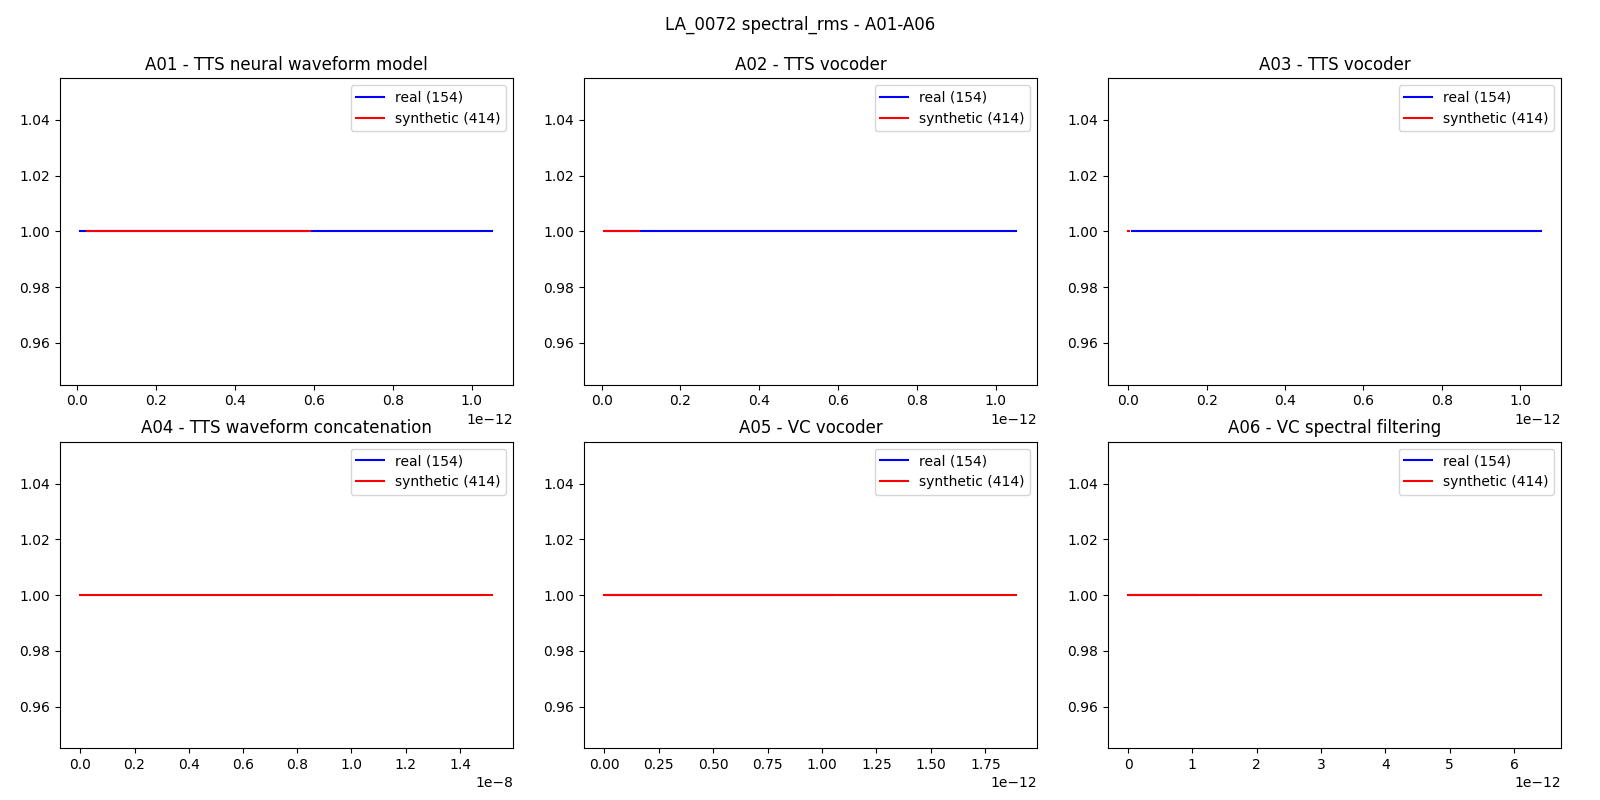 LA_0072 spectral_rms - A01-A06
A01 - TTS neural waveform model
real (154)
synthetic (414)
1.04
1.02
1.00
0.98
0.96
0.0 0.2 0.4 0.6 0.8 1.0
1e−12
A02 - TTS vocoder
real (154)
synthetic (414)
1.04
1.02
1.00
0.98
0.96
0.0 0.2 0.4 0.6 0.8 1.0
1e−12
A03 - TTS vocoder
real (154)
synthetic (414)
1.04
1.02
1.00
0.98
0.96
0.0 0.2 0.4 0.6 0.8 1.0
1e−12
A04 - TTS waveform concatenation
real (154)
synthetic (414)
1.04
1.02
1.00
0.98
0.96
0.0 0.2 0.4 0.6 0.8 1.0 1.2 1.4
1e−8
A05 - VC vocoder
real (154)
synthetic (414)
1.04
1.02
1.00
0.98
0.96
0.00 0.25 0.50 0.75 1.00 1.25 1.50 1.75
1e−12
A06 - VC spectral filtering
real (154)
synthetic (414)
1.04
1.02
1.00
0.98
0.96
0 1 2 3 4 5 6
1e−12